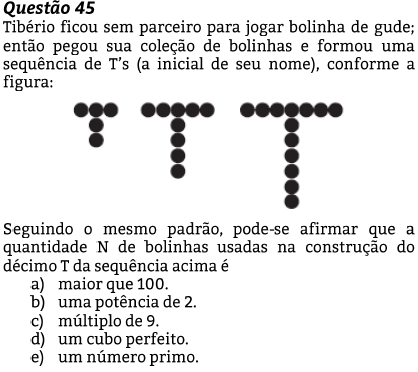 Questão 45
Tibério ficou sem parceiro para jogar bolinha de gude;
então pegou sua coleção de bolinhas e formou uma
sequência de T's (a inicial de seu nome), conforme a
figura:
Seguindo o mesmo padrão, pode-se afirmar que a
quantidade N de bolinhas usadas na construção do
décimo T da sequência acima é
a) maior que 100.
b) uma potência de 2.
c) múltiplo de 9.
d) um cubo perfeito.
e) um número primo.